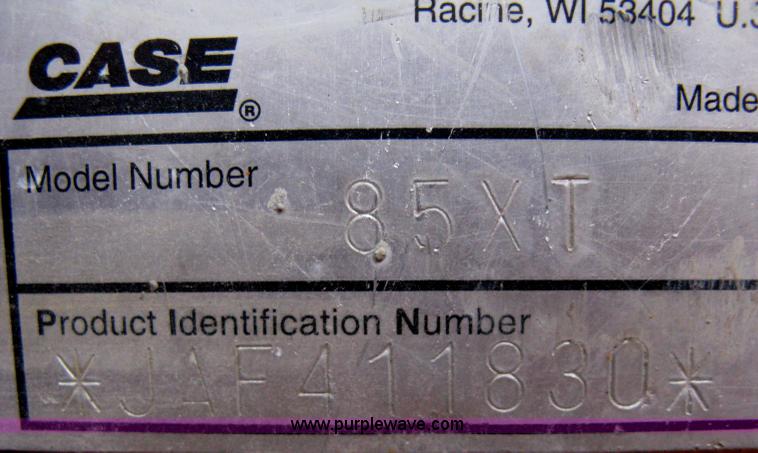 Racine, WI 53404 U.S
CASE®
Made
Model Number
85XT
Product Identification Number
*JAF411830*
www.purplewave.com